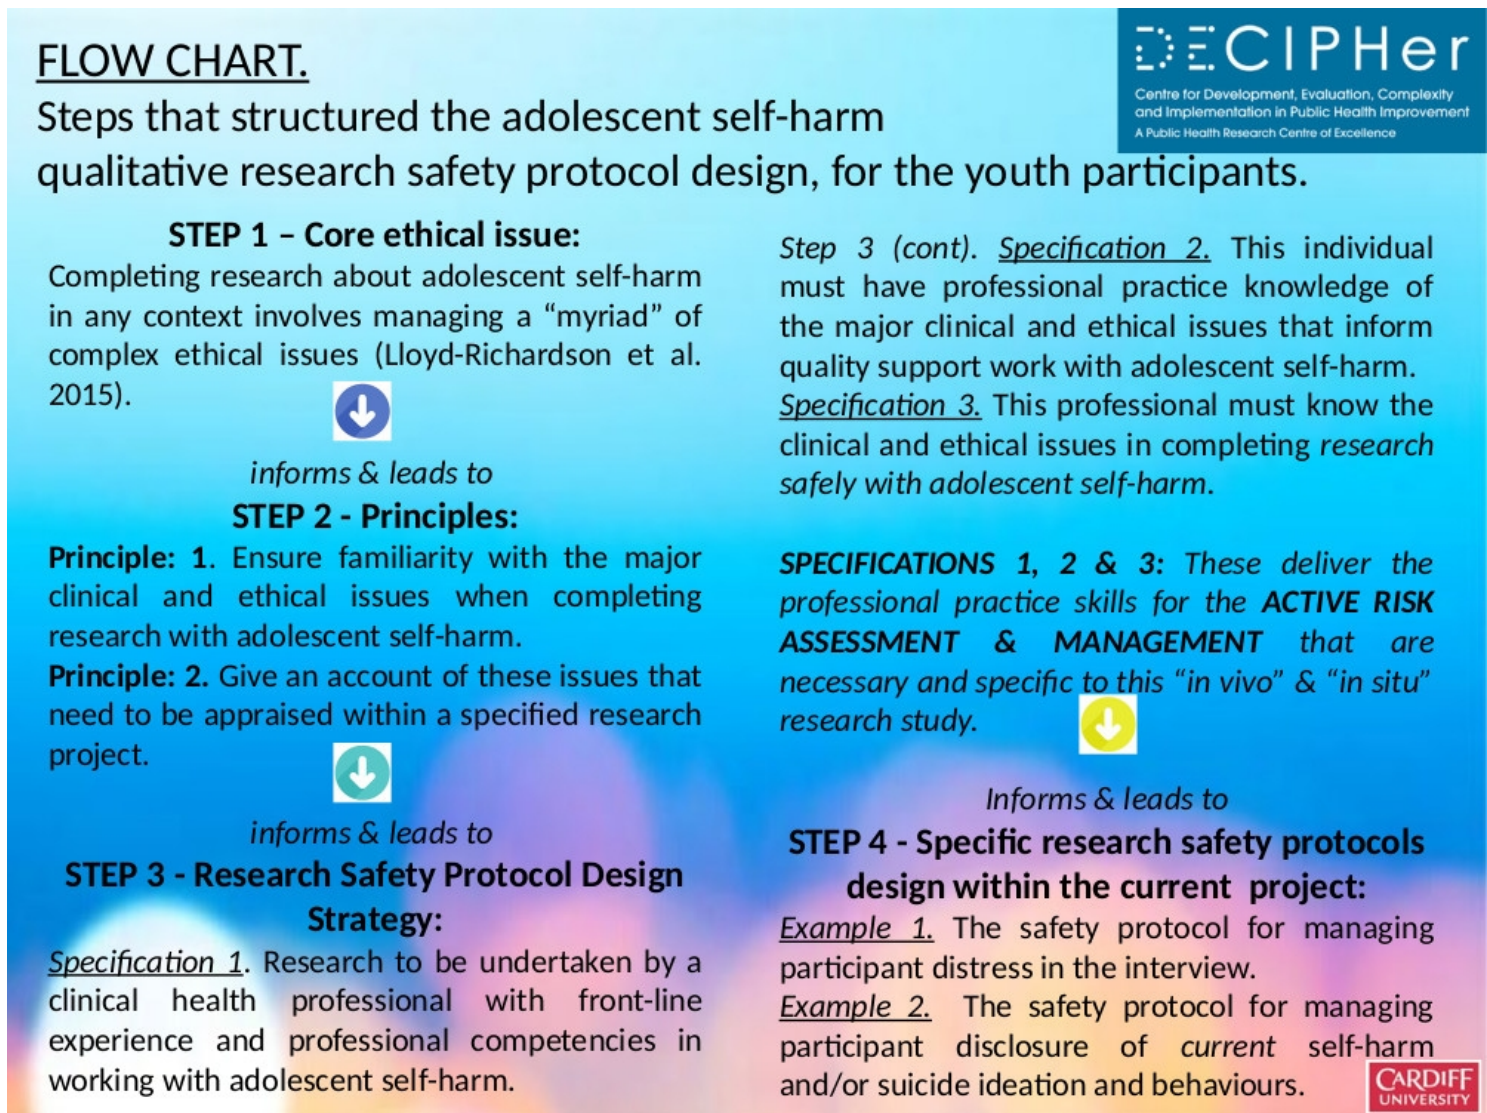 FLOW CHART.
Steps that structured the adolescent self-harm
qualitative research safety protocol design, for the youth participants.
DECIPHer
Centre for Development, Evaluation, Complexity
and Implementation in Public Health Improvement
A Public Health Research Centre of Excellence
STEP 1 – Core ethical issue:
Completing research about adolescent self-harm
in any context involves managing a “myriad” of
complex ethical issues (Lloyd-Richardson et al.
2015).
informs & leads to
STEP 2 - Principles:
Principle: 1. Ensure familiarity with the major
clinical and ethical issues when completing
research with adolescent self-harm.
Principle: 2. Give an account of these issues that
need to be appraised within a specified research
project.
informs & leads to
STEP 3 - Research Safety Protocol Design
Strategy:
Specification 1. Research to be undertaken by a
clinical health professional with front-line
experience and professional competencies in
working with adolescent self-harm.
Step 3 (cont). Specification 2. This individual
must have professional practice knowledge of
the major clinical and ethical issues that inform
quality support work with adolescent self-harm.
Specification 3. This professional must know the
clinical and ethical issues in completing research
safely with adolescent self-harm.
SPECIFICATIONS 1, 2 & 3: These deliver the
professional practice skills for the ACTIVE RISK
ASSESSMENT & MANAGEMENT that are
necessary and specific to this “in vivo” & “in situ”
research study.
Informs & leads to
STEP 4 - Specific research safety protocols
design within the current project:
Example 1. The safety protocol for managing
participant distress in the interview.
Example 2. The safety protocol for managing
participant disclosure of current self-harm
and/or suicide ideation and behaviours.
CARDIFF
UNIVERSITY